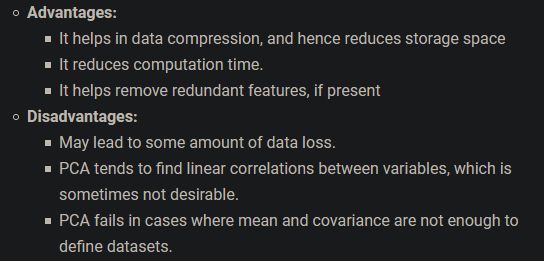 Advantages:
It helps in data compression, and hence reduces storage space
It reduces computation time.
It helps remove redundant features, if present
Disadvantages:
May lead to some amount of data loss.
PCA tends to find linear correlations between variables, which is
sometimes not desirable.
PCA fails in cases where mean and covariance are not enough to
define datasets.